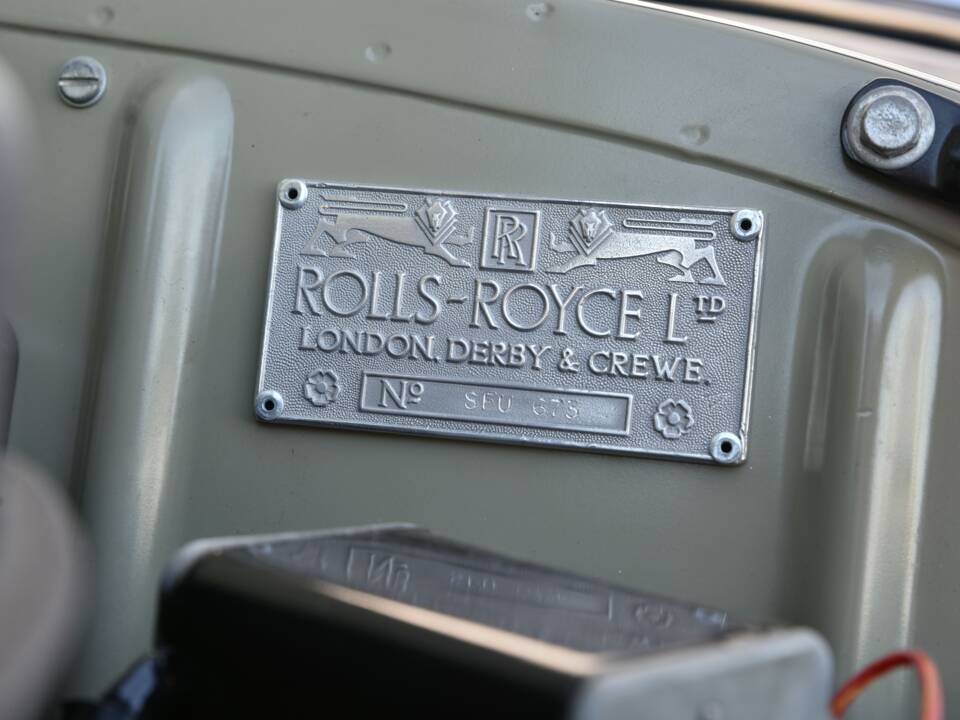 RR
ROLLS-ROYCE LTD
LONDON, DERBY & CREWE.
Nº SFU 673